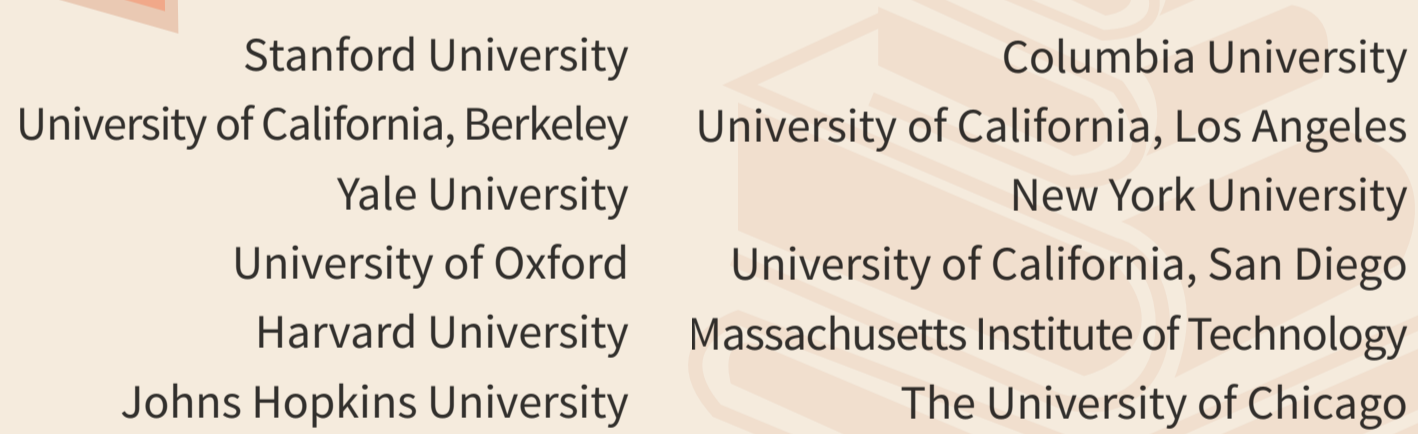 Stanford University
University of California, Berkeley
Yale University
University of Oxford
Harvard University
Johns Hopkins University
Columbia University
University of California, Los Angeles
New York University
University of California, San Diego
Massachusetts Institute of Technology
The University of Chicago